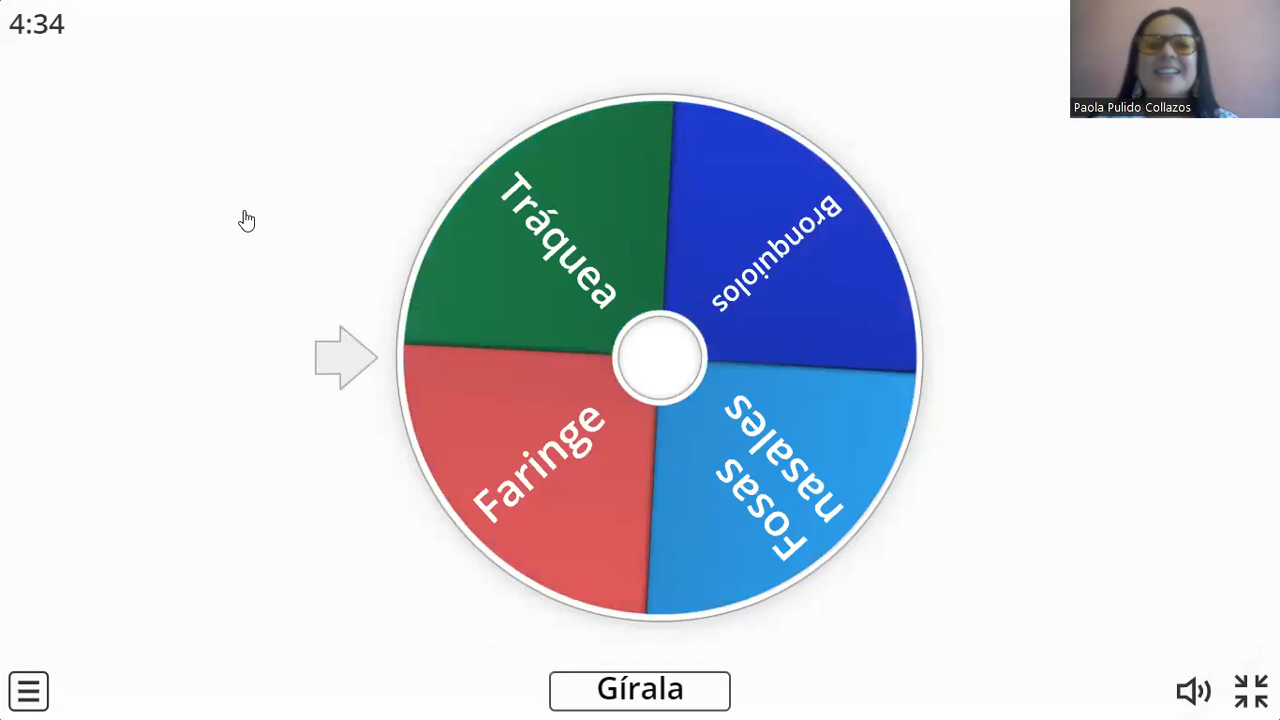 4:34
Paola Pulido Collazos
Tráquea
Bronquiolos
Faringe
Fosas
nasales
Gírala